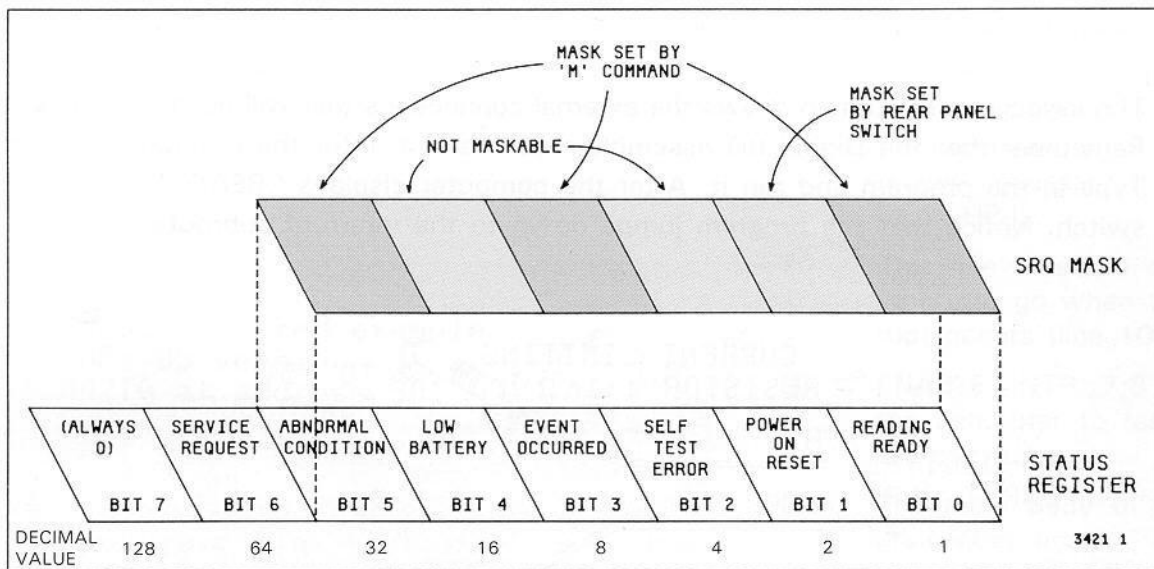 MASK SET BY
'M' COMMAND
MASK SET
BY REAR PANEL
SWITCH
NOT MASKABLE
SRQ MASK
(ALWAYS
0)
SERVICE
REQUEST
ABNORMAL
CONDITION
LOW
BATTERY
EVENT
OCCURRED
SELF
TEST
ERROR
POWER
ON
RESET
READING
READY
STATUS
REGISTER
BIT 7 BIT 6 BIT 5 BIT 4 BIT 3 BIT 2 BIT 1 BIT 0
DECIMAL
VALUE
128 64 32 16 8 4 2 1
3421 1